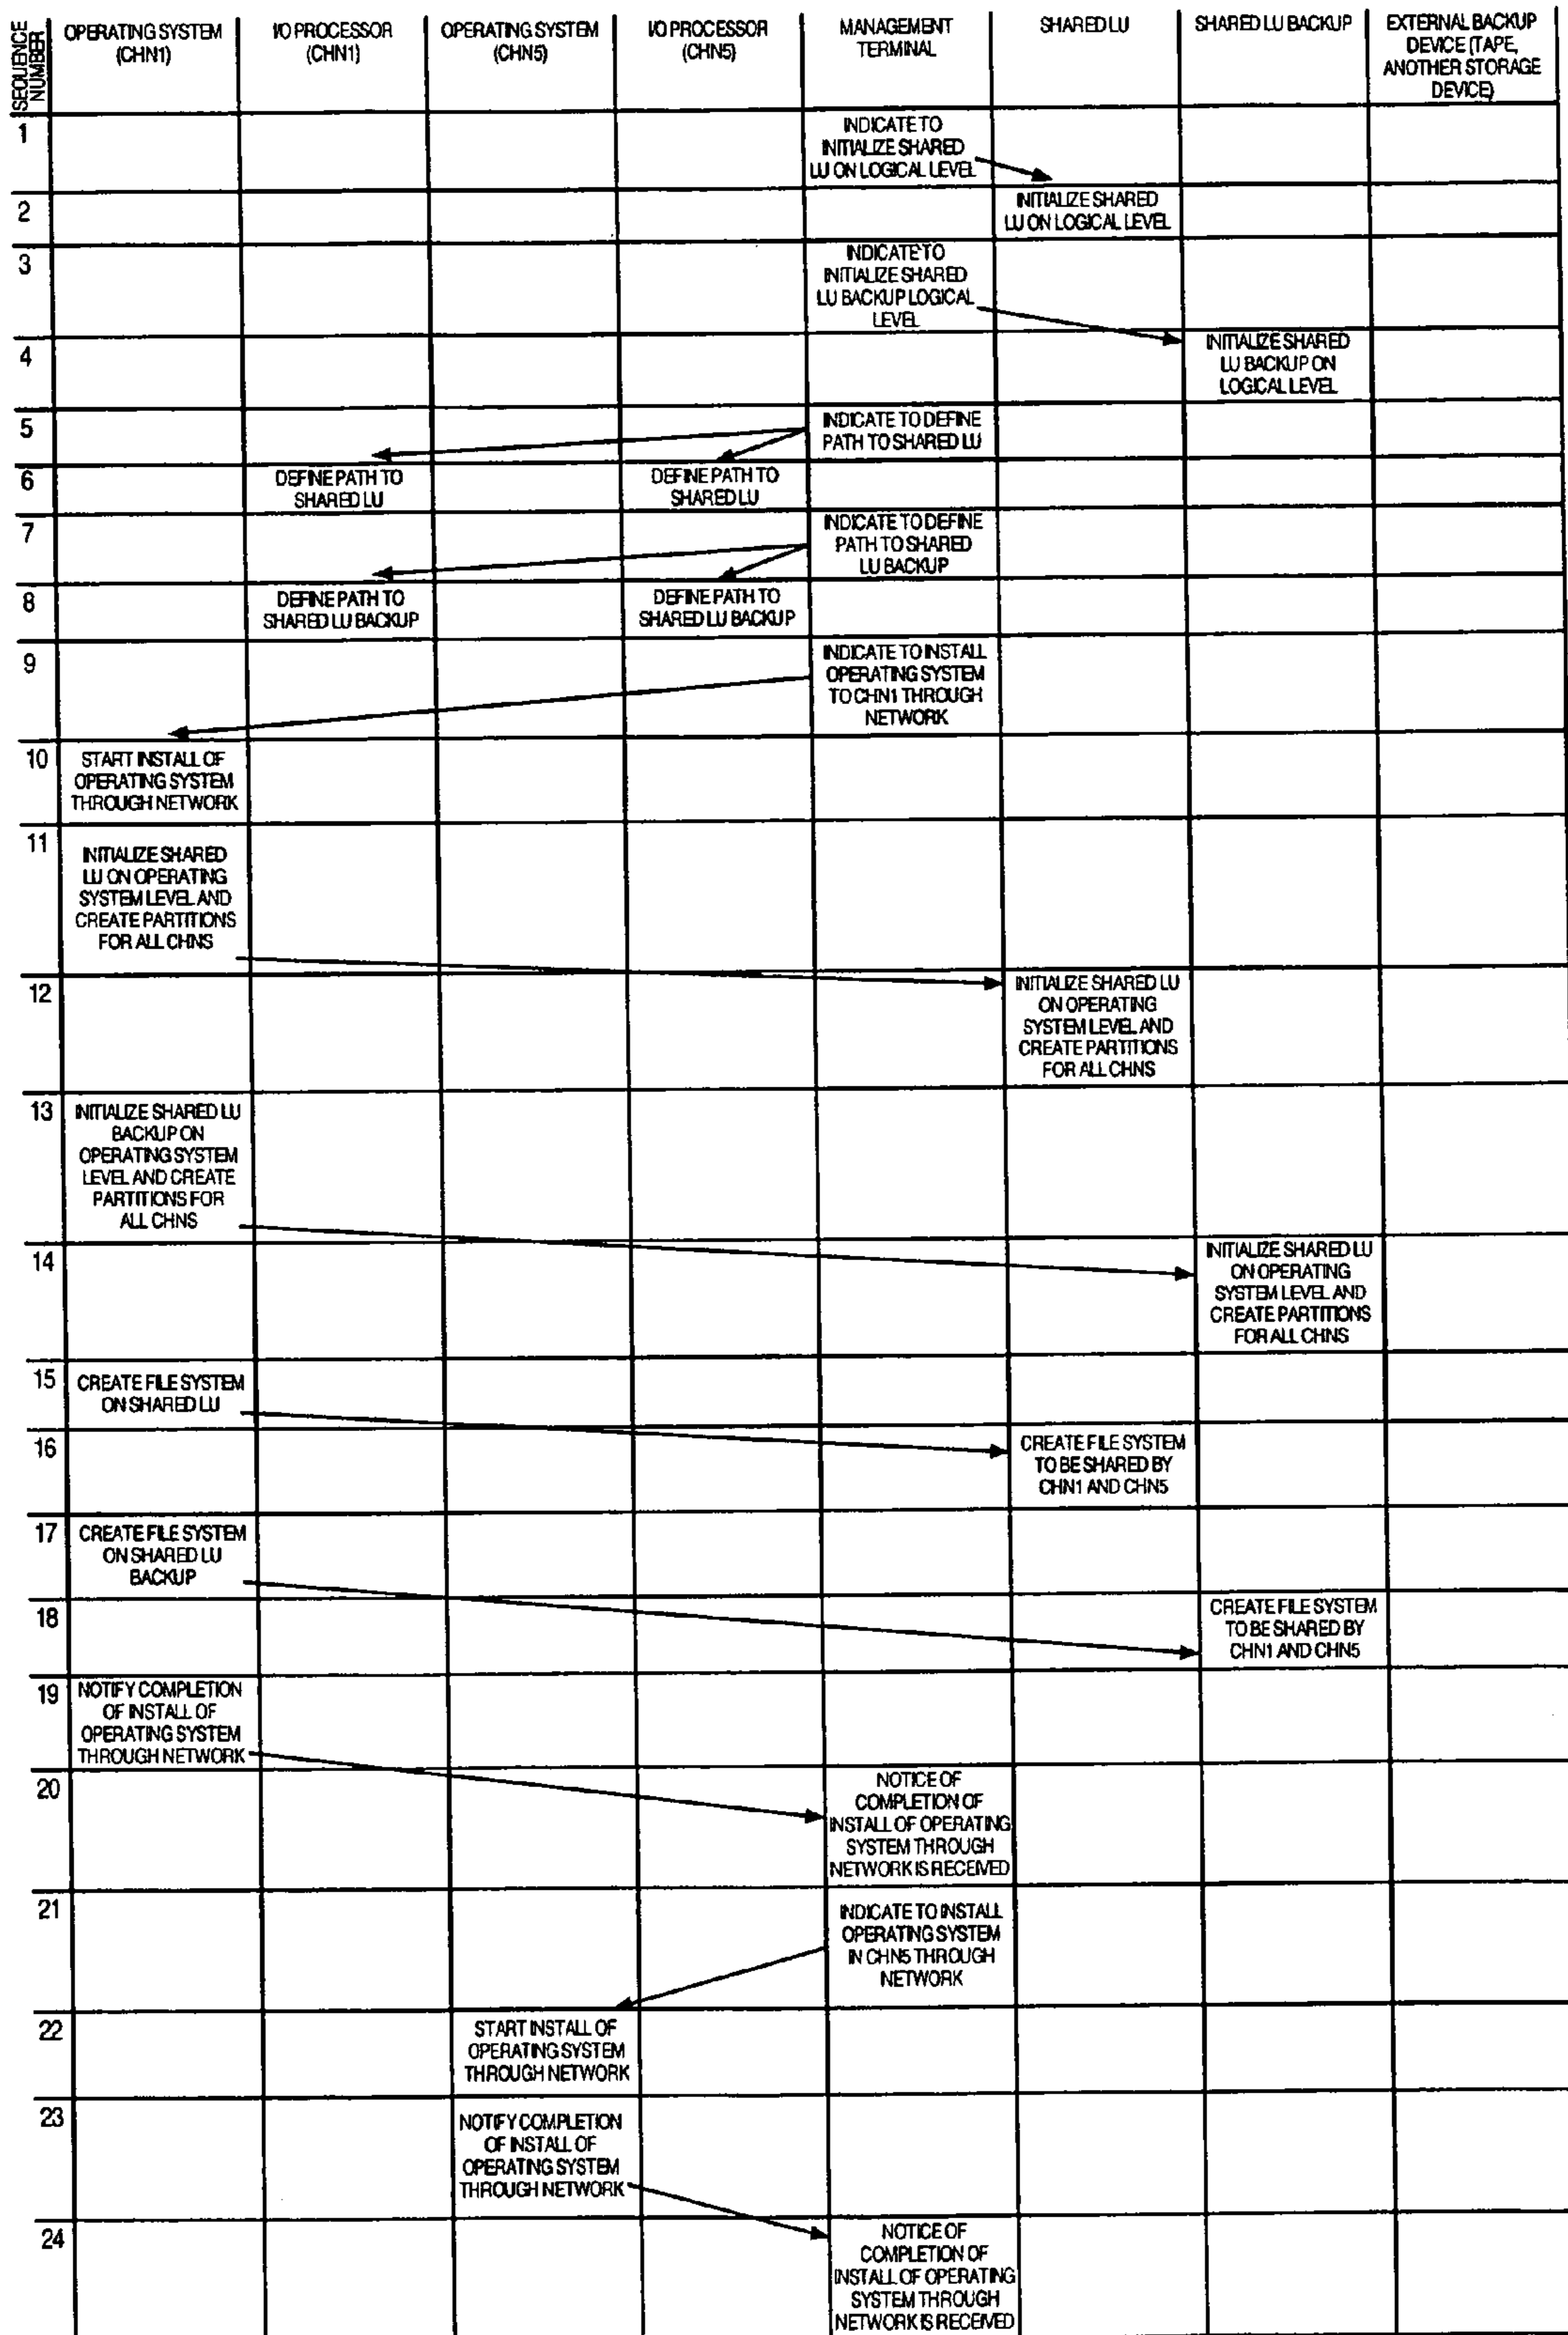 SEQUENCE
NUMBER
OPERATING SYSTEM
(CHN1)
I/O PROCESSOR
(CHN1)
OPERATING SYSTEM
(CHN5)
I/O PROCESSOR
(CHN5)
MANAGEMENT
TERMINAL
SHARED LU
SHARED LU BACKUP
EXTERNAL BACKUP
DEVICE (TAPE,
ANOTHER STORAGE
DEVICE)
1
INDICATE TO
INITIALIZE SHARED
LU ON LOGICAL LEVEL
2
INITIALIZE SHARED
LU ON LOGICAL LEVEL
3
INDICATE TO
INITIALIZE SHARED
LU BACKUP LOGICAL
LEVEL
4
INITIALIZE SHARED
LU BACKUP ON
LOGICAL LEVEL
5
INDICATE TO DEFINE
PATH TO SHARED LU
6
DEFINE PATH TO
SHARED LU
DEFINE PATH TO
SHARED LU
7
INDICATE TO DEFINE
PATH TO SHARED
LU BACKUP
8
DEFINE PATH TO
SHARED LU BACKUP
DEFINE PATH TO
SHARED LU BACKUP
9
INDICATE TO INSTALL
OPERATING SYSTEM
TO CHN1 THROUGH
NETWORK
10
START INSTALL OF
OPERATING SYSTEM
THROUGH NETWORK
11
INITIALIZE SHARED
LU ON OPERATING
SYSTEM LEVEL AND
CREATE PARTITIONS
FOR ALL CHNS
12
INITIALIZE SHARED LU
ON OPERATING
SYSTEM LEVEL AND
CREATE PARTITIONS
FOR ALL CHNS
13
INITIALIZE SHARED LU
BACKUP ON
OPERATING SYSTEM
LEVEL AND CREATE
PARTITIONS FOR
ALL CHNS
14
INITIALIZE SHARED LU
ON OPERATING
SYSTEM LEVEL AND
CREATE PARTITIONS
FOR ALL CHNS
15
CREATE FILE SYSTEM
ON SHARED LU
16
CREATE FILE SYSTEM
TO BE SHARED BY
CHN1 AND CHN5
17
CREATE FILE SYSTEM
ON SHARED LU
BACKUP
18
CREATE FILE SYSTEM
TO BE SHARED BY
CHN1 AND CHN5
19
NOTIFY COMPLETION
OF INSTALL OF
OPERATING SYSTEM
THROUGH NETWORK
20
NOTICE OF
COMPLETION OF
INSTALL OF OPERATING
SYSTEM THROUGH
NETWORK IS RECEIVED
21
INDICATE TO INSTALL
OPERATING SYSTEM
IN CHN5 THROUGH
NETWORK
22
START INSTALL OF
OPERATING SYSTEM
THROUGH NETWORK
23
NOTIFY COMPLETION
OF INSTALL OF
OPERATING SYSTEM
THROUGH NETWORK
24
NOTICE OF
COMPLETION OF
INSTALL OF OPERATING
SYSTEM THROUGH
NETWORK IS RECEIVED